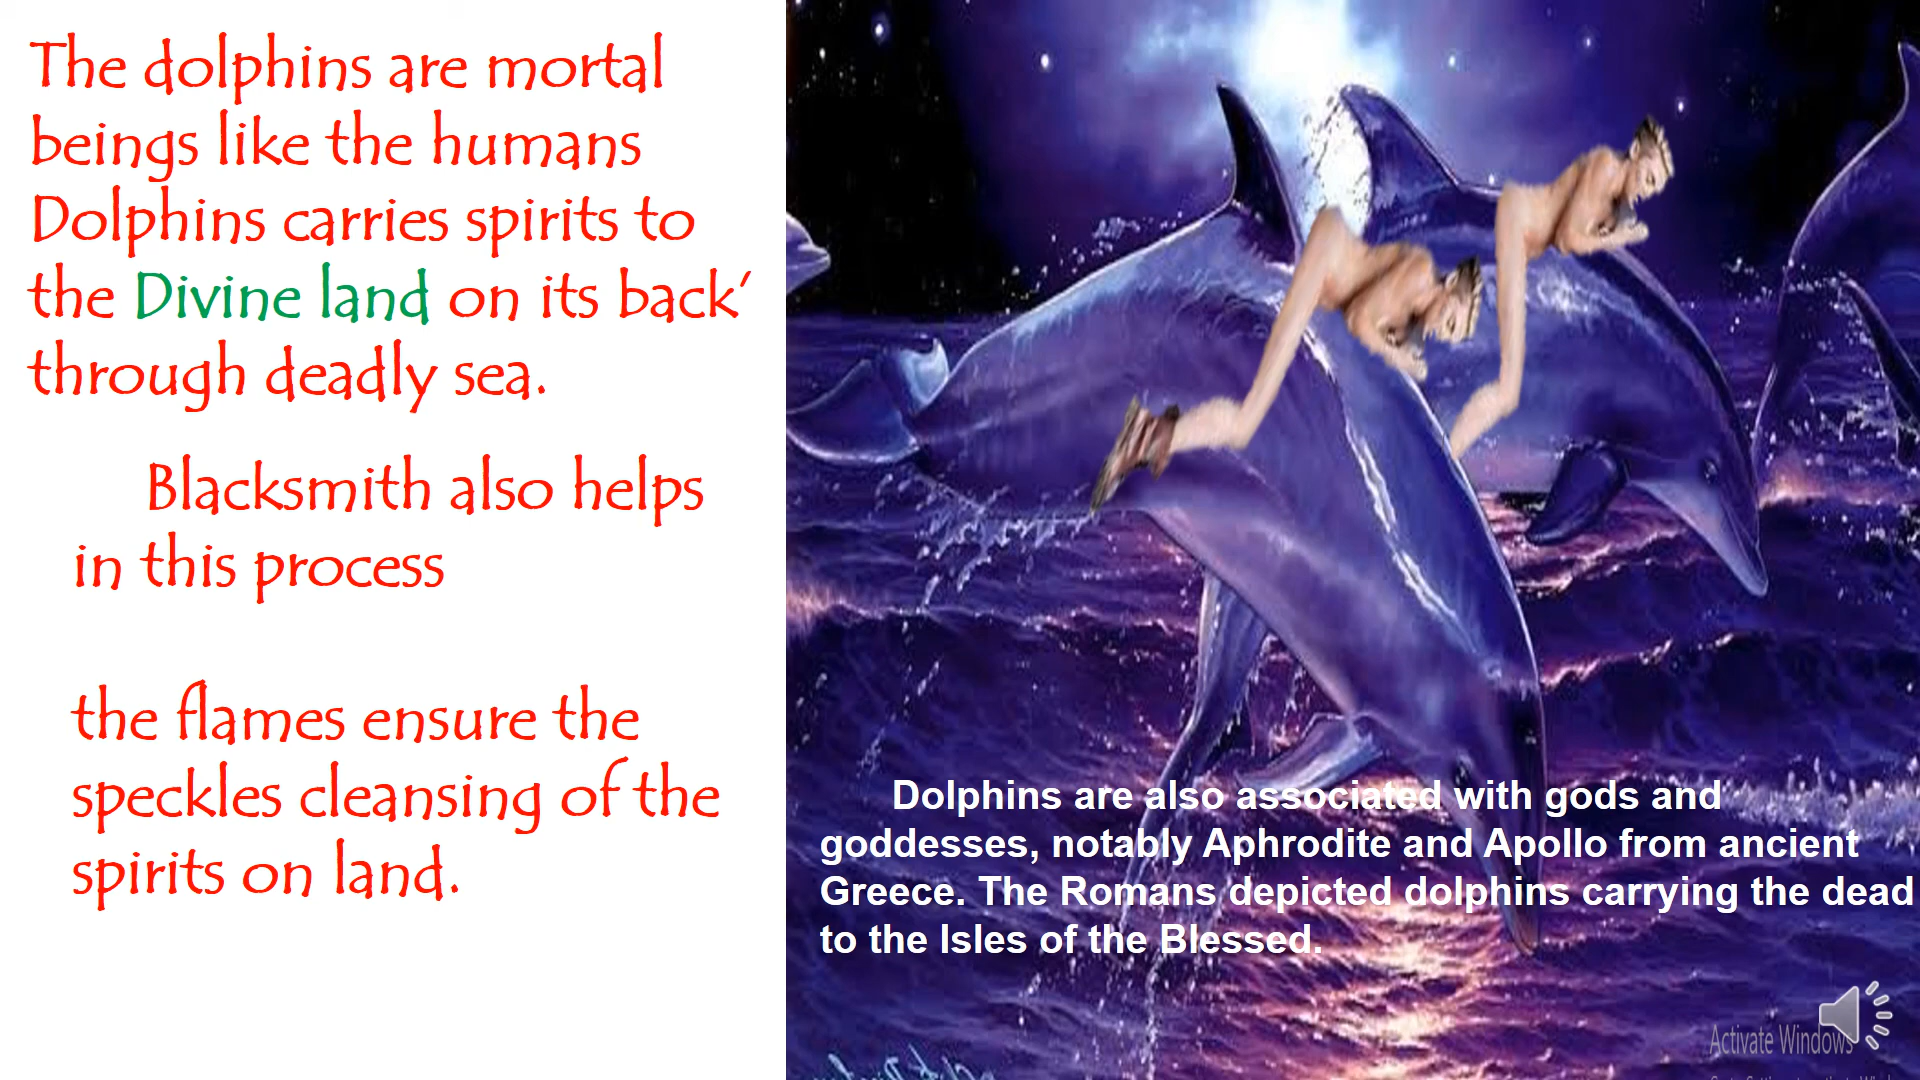 The dolphins are mortal
beings like the humans
Dolphins carries spirits to
the Divine land on its back'
through deadly sea.
Blacksmith also helps
in this process
the flames ensure the
speckles cleansing of the
spirits on land.
Dolphins are also associated with gods and
goddesses, notably Aphrodite and Apollo from ancient
Greece. The Romans depicted dolphins carrying the dead
to the Isles of the Blessed.
Activate Windows